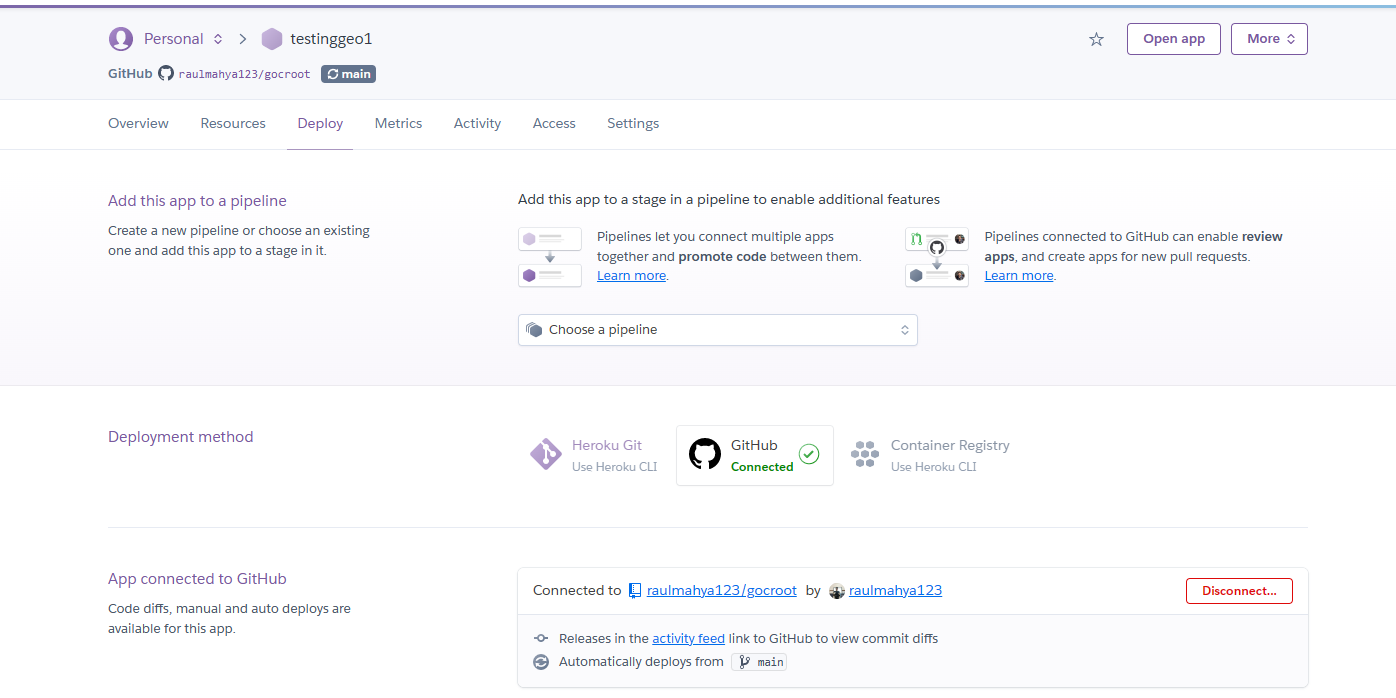 Personal testinggeo1 Open app More
GitHub raulmahya123/gocroot main
Overview Resources Deploy Metrics Activity Access Settings
Add this app to a pipeline
Create a new pipeline or choose an existing
one and add this app to a stage in it.
Add this app to a stage in a pipeline to enable additional features
Pipelines let you connect multiple apps
together and promote code between them.
Learn more.
Pipelines connected to GitHub can enable review
apps, and create apps for new pull requests.
Learn more.
Choose a pipeline
Deployment method
Heroku Git
Use Heroku CLI
GitHub
Connected
Container Registry
Use Heroku CLI
App connected to GitHub
Code diffs, manual and auto deploys are
available for this app.
Connected to raulmahya123/gocroot by raulmahya123 Disconnect...
Releases in the activity feed link to GitHub to view commit diffs
Automatically deploys from main